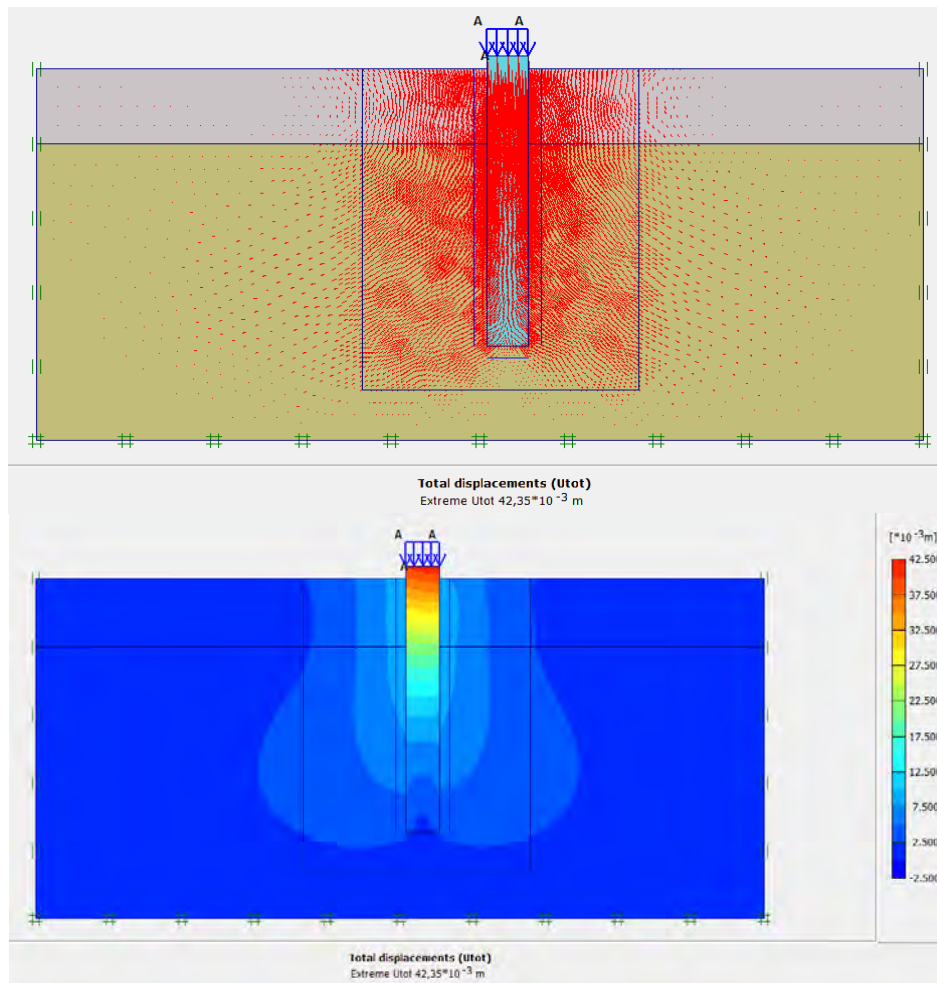 A A
A
Total displacements (Utot)
Extreme Utot 42,35*10⁻³ m
A A
A
[*10⁻³m]
42.500
37.500
32.500
27.500
22.500
17.500
12.500
7.500
2.500
-2.500
Total displacements (Utot)
Extreme Utot 42,35*10⁻³ m